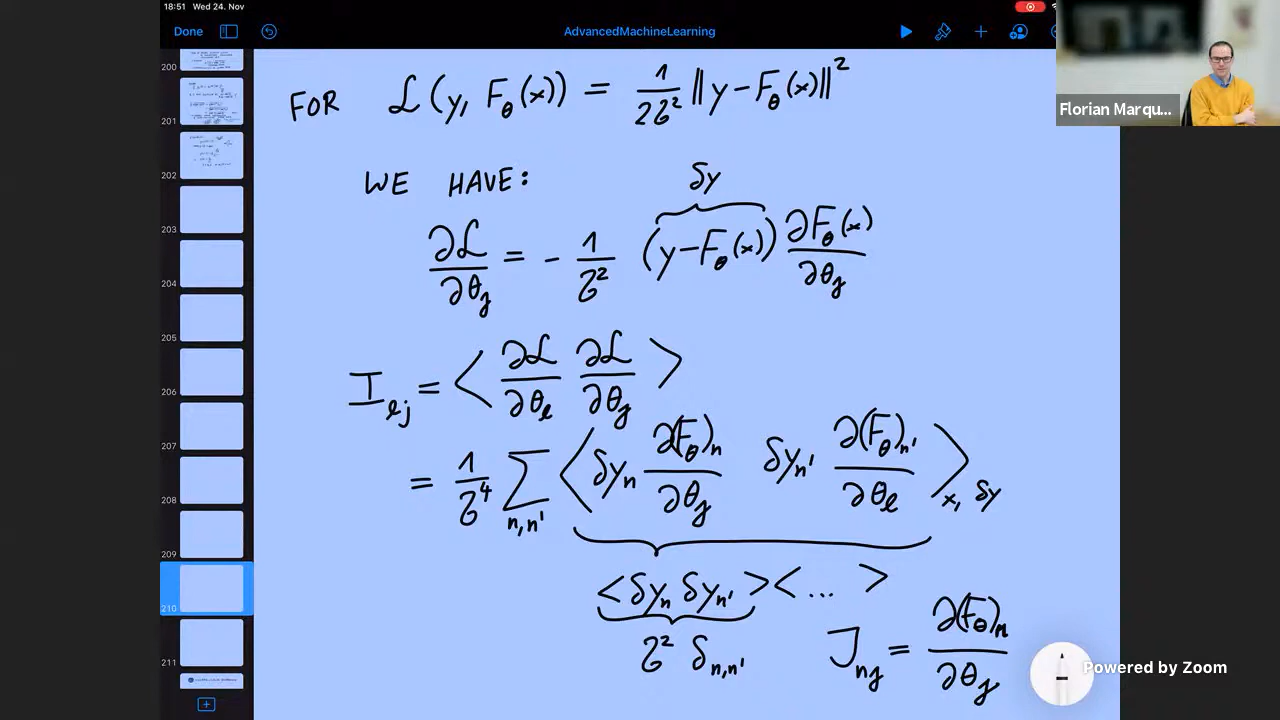 18:51 Wed 24. Nov
Done
AdvancedMachineLearning
Florian Marqu...
200
201
202
203
204
205
206
207
208
209
210
211
FOR ℒ(y, F_θ(x)) = 1/(2σ²) ‖y − F_θ(x)‖²
WE HAVE:
δy
∂ℒ/∂θ_j = − 1/σ² (y − F_θ(x)) ∂F_θ(x)/∂θ_j
I_ℓj = < ∂ℒ/∂θ_ℓ ∂ℒ/∂θ_j >
= 1/σ⁴ Σ_{n,n'} < δy_n ∂(F_θ)_n/∂θ_j δy_n' ∂(F_θ)_n'/∂θ_ℓ >_{x, δy}
<δy_n δy_n'> <...>
σ² δ_{n,n'}
J_nj = ∂(F_θ)_n/∂θ_j
Powered by Zoom